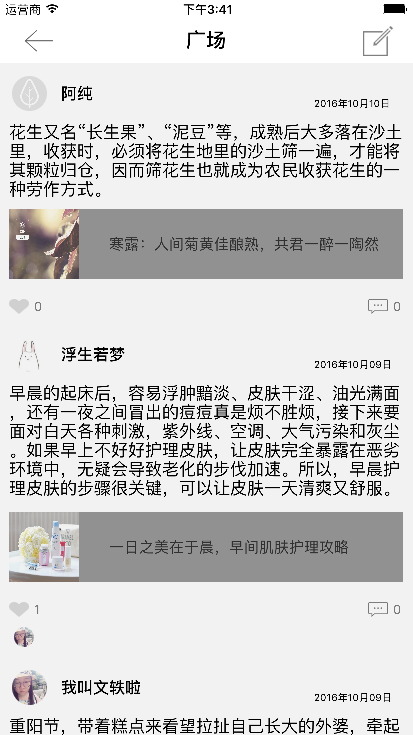 运营商 下午3:41
广场
阿纯
2016年10月10日
花生又名“长生果”、“泥豆”等，成熟后大多落在沙土
里，收获时，必须将花生地里的沙土筛一遍，才能将
其颗粒归仓，因而筛花生也就成为农民收获花生的一
种劳作方式。
寒露：人间菊黄佳酿熟，共君一醉一陶然
0 0
浮生若梦
2016年10月09日
早晨的起床后，容易浮肿黯淡、皮肤干涩、油光满面
，还有一夜之间冒出的痘痘真是烦不胜烦，接下来要
面对白天各种刺激，紫外线、空调、大气污染和灰尘
。如果早上不好好护理皮肤，让皮肤完全暴露在恶劣
环境中，无疑会导致老化的步伐加速。所以，早晨护
理皮肤的步骤很关键，可以让皮肤一天清爽又舒服。
一日之美在于晨，早间肌肤护理攻略
1 0
我叫文轶啦
2016年10月09日
重阳节，带着糕点来看望拉扯自己长大的外婆，牵起